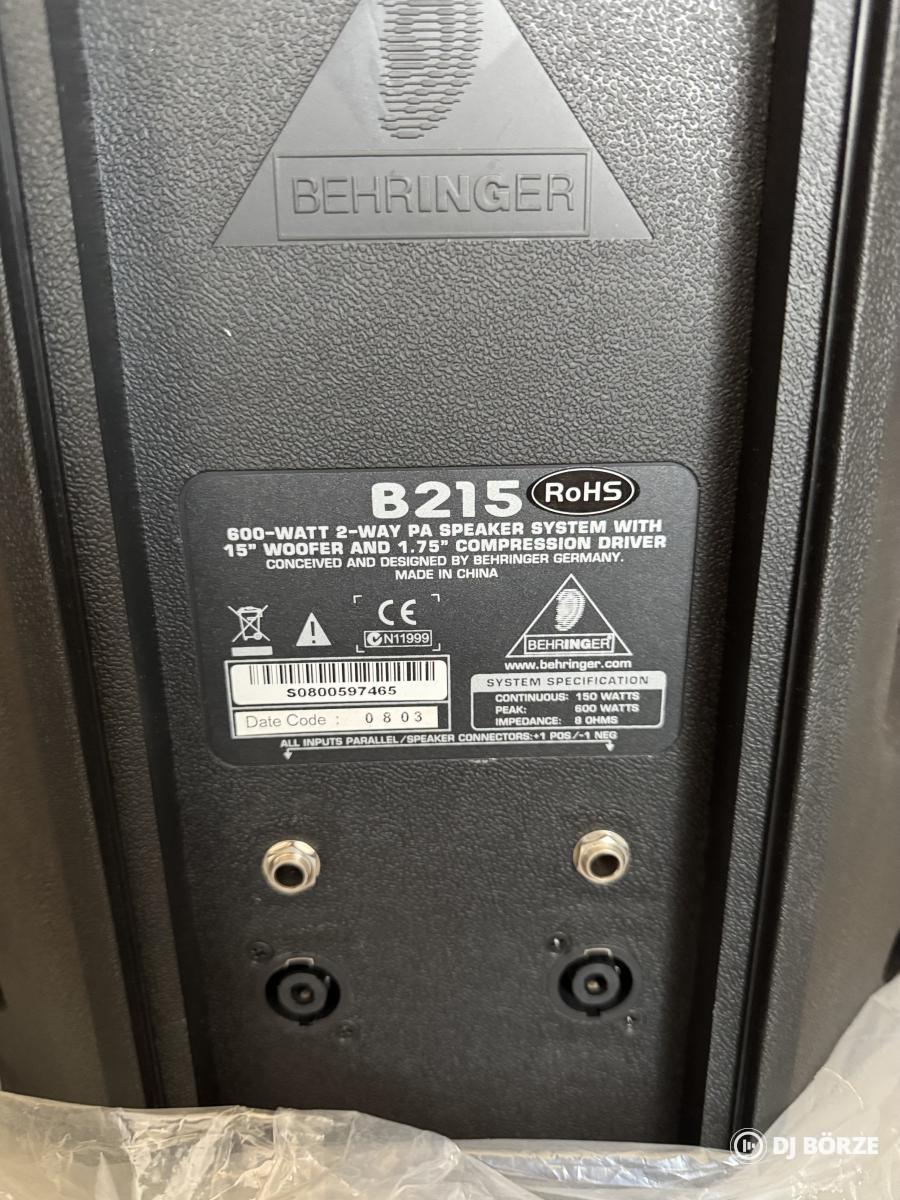 BEHRINGER
B215 RoHS
600-WATT 2-WAY PA SPEAKER SYSTEM WITH
15" WOOFER AND 1.75" COMPRESSION DRIVER
CONCEIVED AND DESIGNED BY BEHRINGER GERMANY.
MADE IN CHINA
CE
N11999
BEHRINGER
www.behringer.com
S0800597465
Date Code : 0803
SYSTEM SPECIFICATION
CONTINUOUS: 150 WATTS
PEAK: 600 WATTS
IMPEDANCE: 8 OHMS
ALL INPUTS PARALLEL/SPEAKER CONNECTORS:+1 POS/-1 NEG
DJ BÖRZE